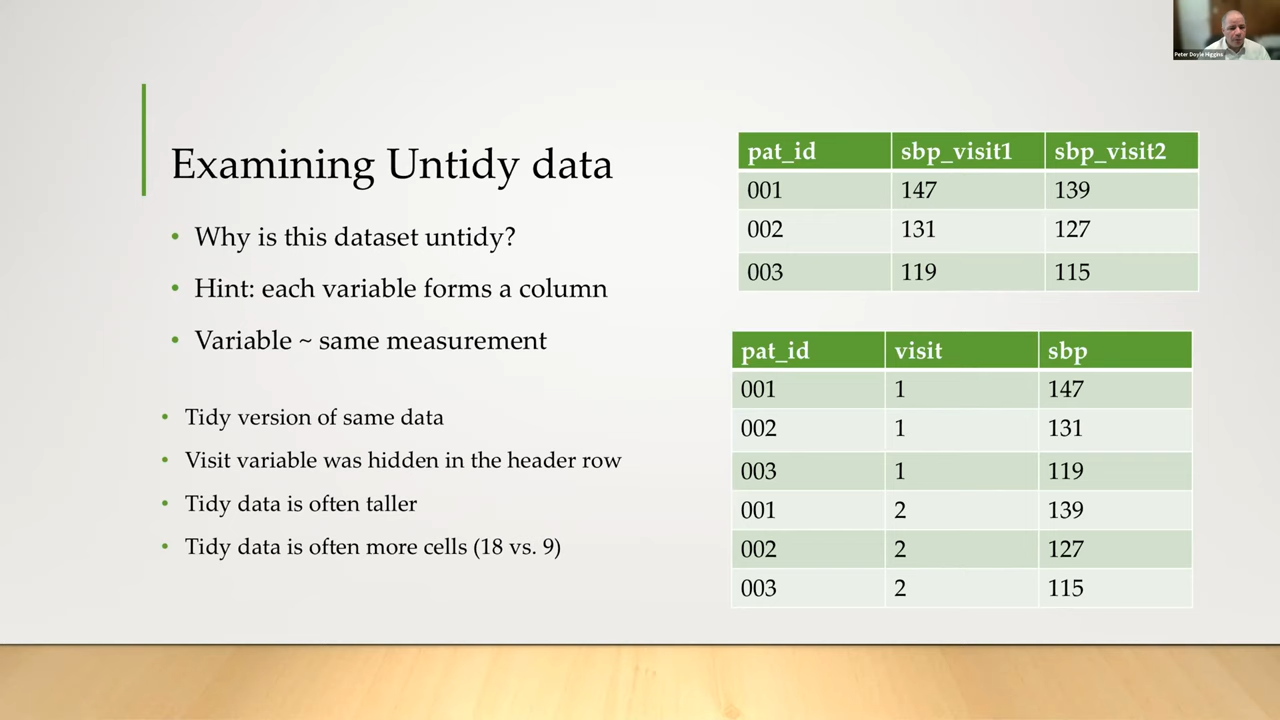 Peter Doyle Higgins
Examining Untidy data
• Why is this dataset untidy?
• Hint: each variable forms a column
• Variable ~ same measurement
• Tidy version of same data
• Visit variable was hidden in the header row
• Tidy data is often taller
• Tidy data is often more cells (18 vs. 9)
pat_id sbp_visit1 sbp_visit2
001 147 139
002 131 127
003 119 115
pat_id visit sbp
001 1 147
002 1 131
003 1 119
001 2 139
002 2 127
003 2 115